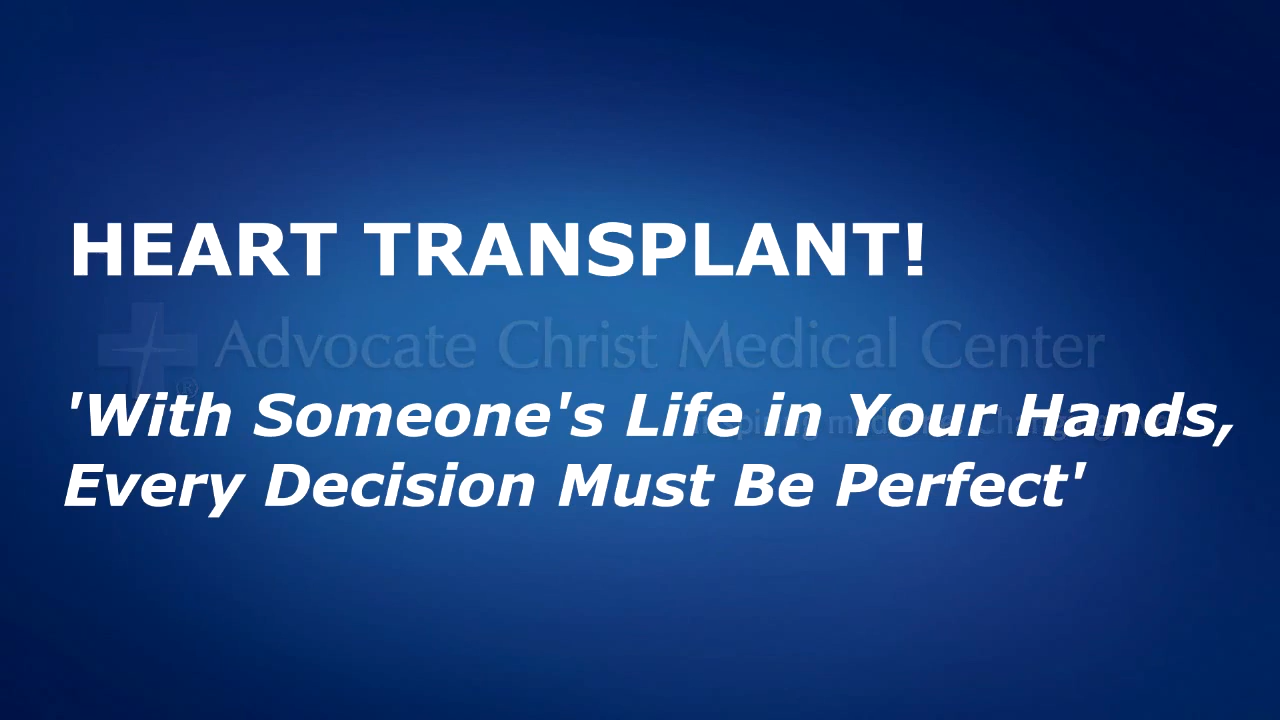 HEART TRANSPLANT!
Advocate Christ Medical Center
®
'With Someone's Life in Your Hands,
Every Decision Must Be Perfect'